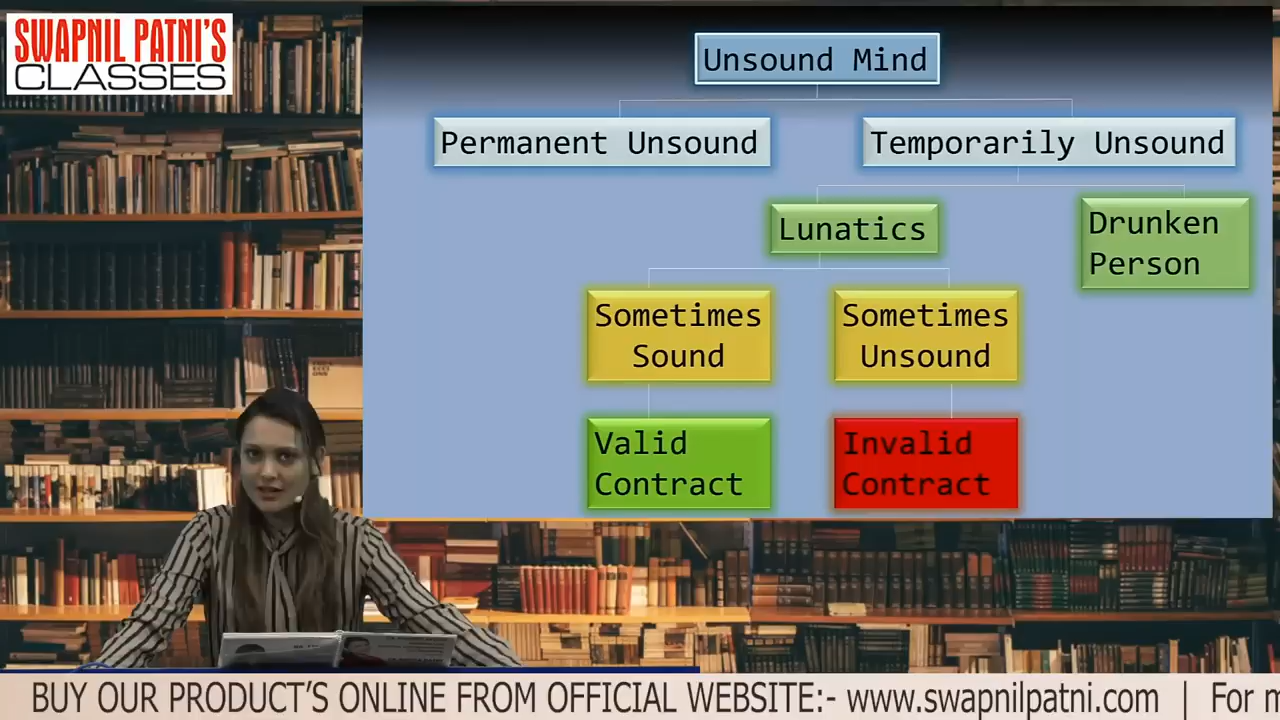 SWAPNIL PATNI'S
CLASSES
Unsound Mind
Permanent Unsound
Temporarily Unsound
Lunatics
Drunken
Person
Sometimes
Sound
Sometimes
Unsound
Valid
Contract
Invalid
Contract
BUY OUR PRODUCT'S ONLINE FROM OFFICIAL WEBSITE:- www.swapnilpatni.com | For m